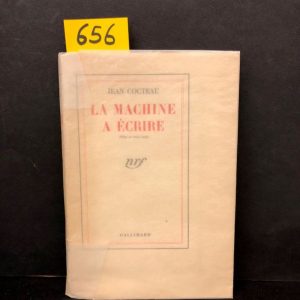 656
JEAN COCTEAU
LA MACHINE
A ÉCRIRE
nrf
GALLIMARD